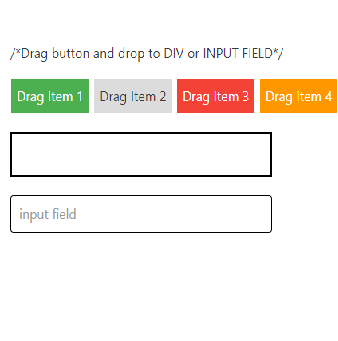 /*Drag button and drop to DIV or INPUT FIELD*/
Drag Item 1 Drag Item 2 Drag Item 3 Drag Item 4
input field